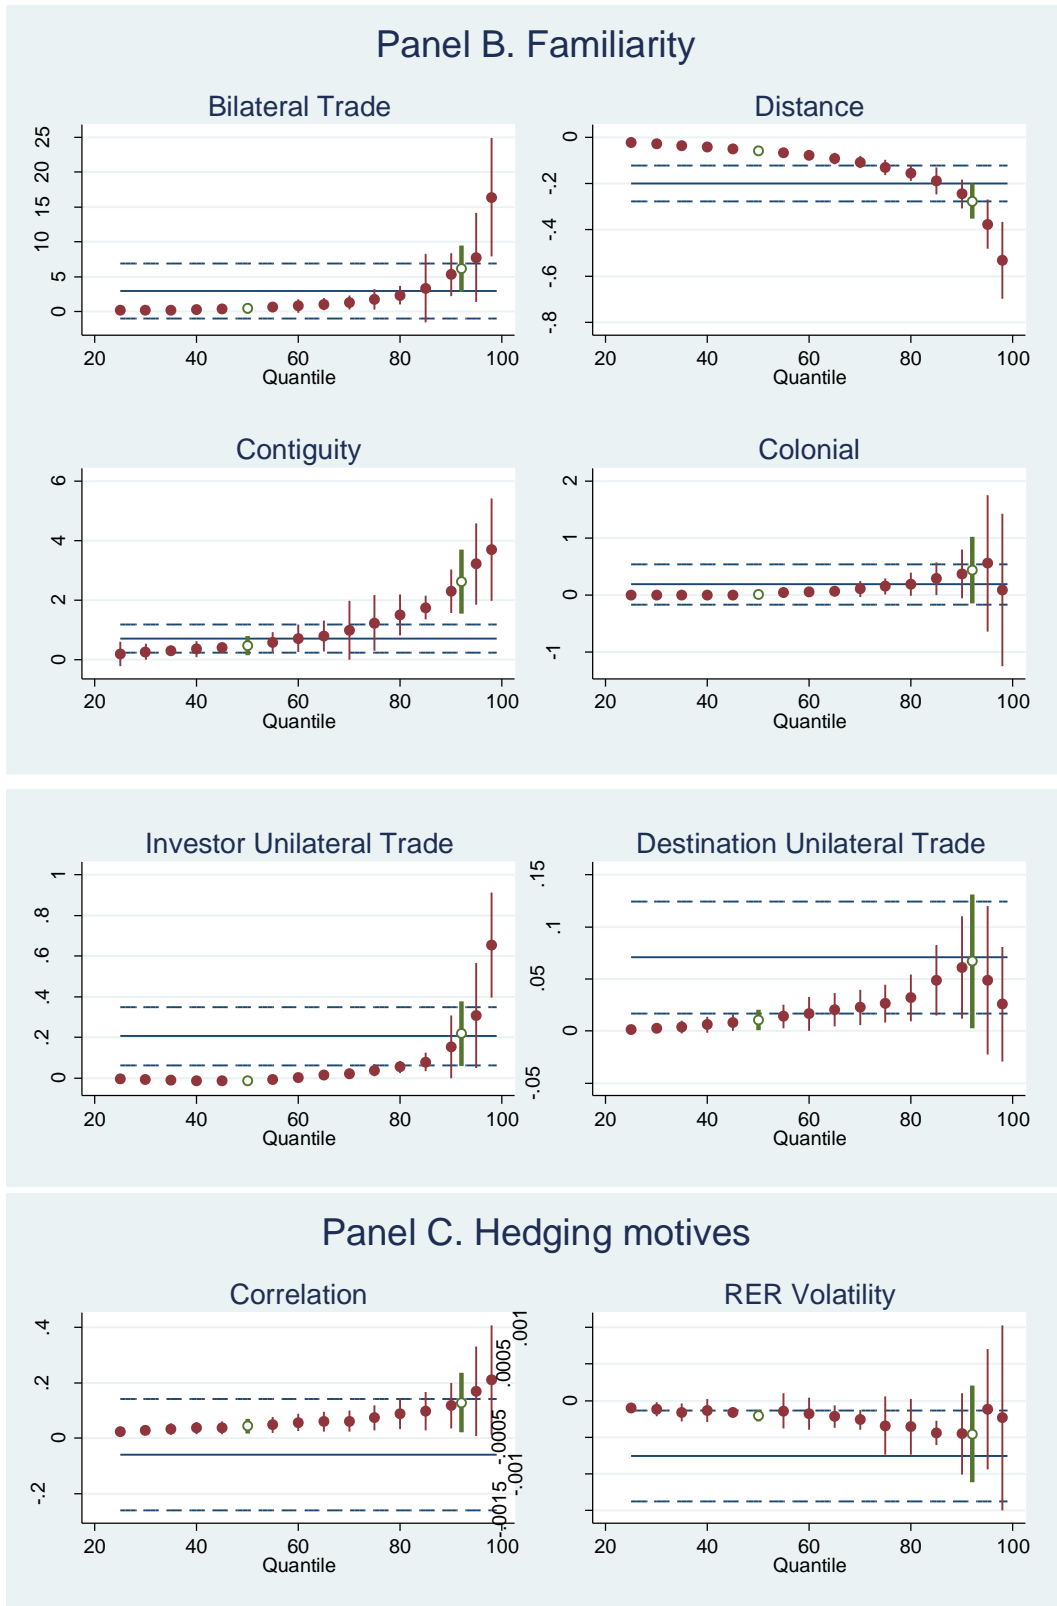 Panel B. Familiarity
Bilateral Trade
25
20
15
10
5
0
20 40 60 80 100
Quantile
Distance
0
-.2
-.4
-.6
-.8
20 40 60 80 100
Quantile
Contiguity
6
4
2
0
20 40 60 80 100
Quantile
Colonial
2
1
0
-1
20 40 60 80 100
Quantile
Investor Unilateral Trade
1
.8
.6
.4
.2
0
20 40 60 80 100
Quantile
Destination Unilateral Trade
.15
.1
.05
0
-.05
20 40 60 80 100
Quantile
Panel C. Hedging motives
Correlation
.4
.2
0
-.2
20 40 60 80 100
Quantile
RER Volatility
.001
.0005
0
-.0005
-.001
-.0015
20 40 60 80 100
Quantile